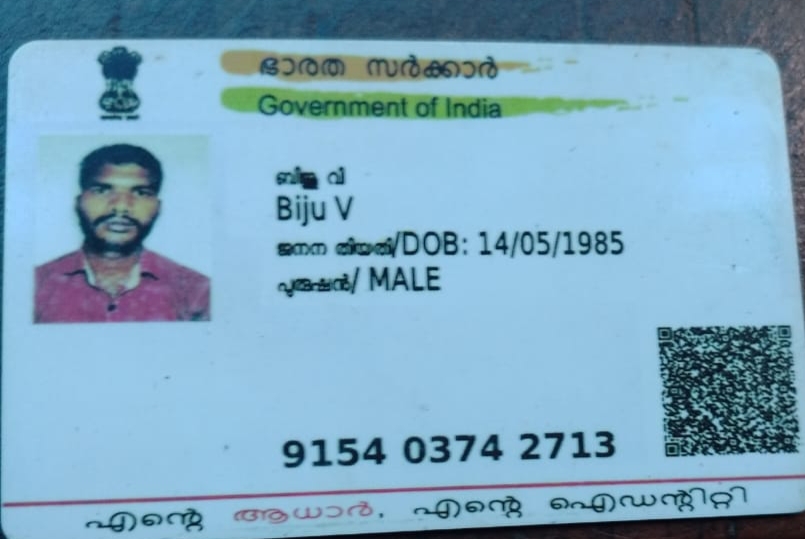 ഭാരത സർക്കാർ
Government of India
ബിജു വി
Biju V
ജനന തിയതി/DOB: 14/05/1985
പുരുഷൻ/ MALE
9154 0374 2713
എന്റെ ആധാർ, എന്റെ ഐഡന്റിറ്റി